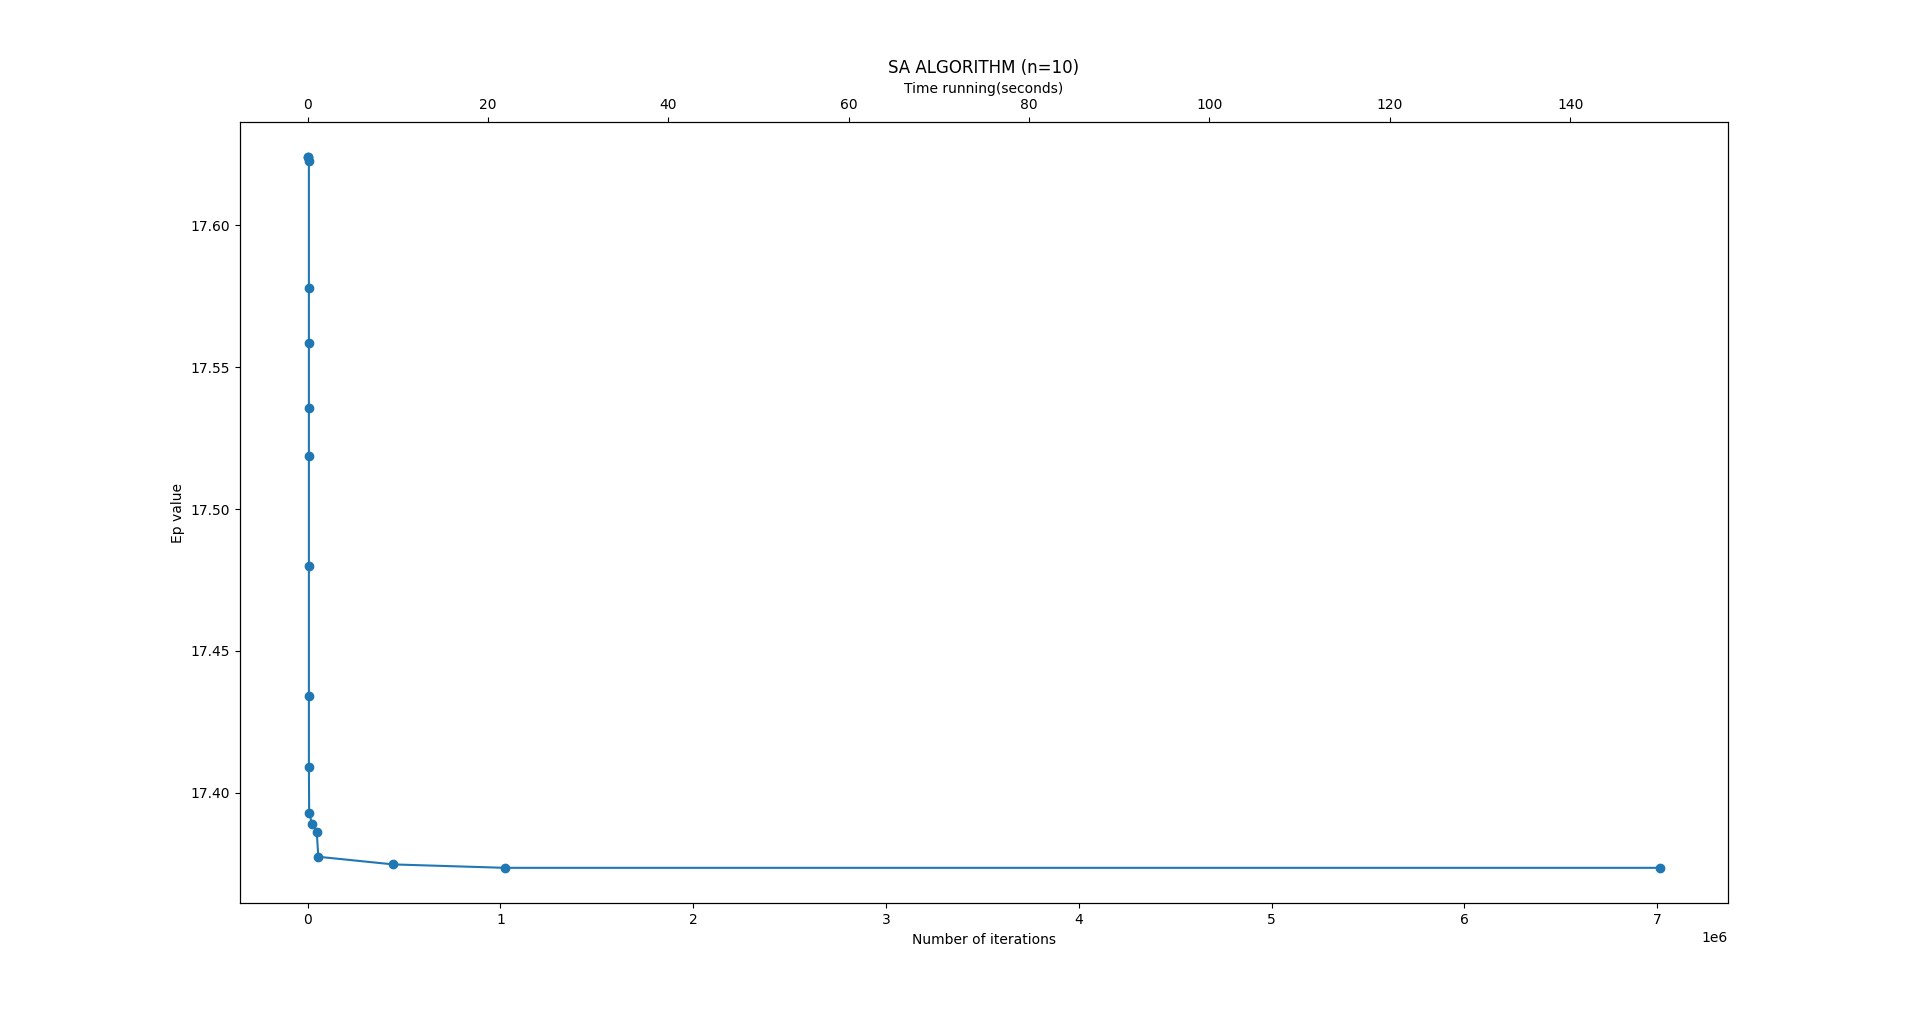 SA ALGORITHM (n=10)
Time running(seconds)
0 20 40 60 80 100 120 140
17.60
17.55
17.50
17.45
17.40
Ep value
0 1 2 3 4 5 6 7
1e6
Number of iterations